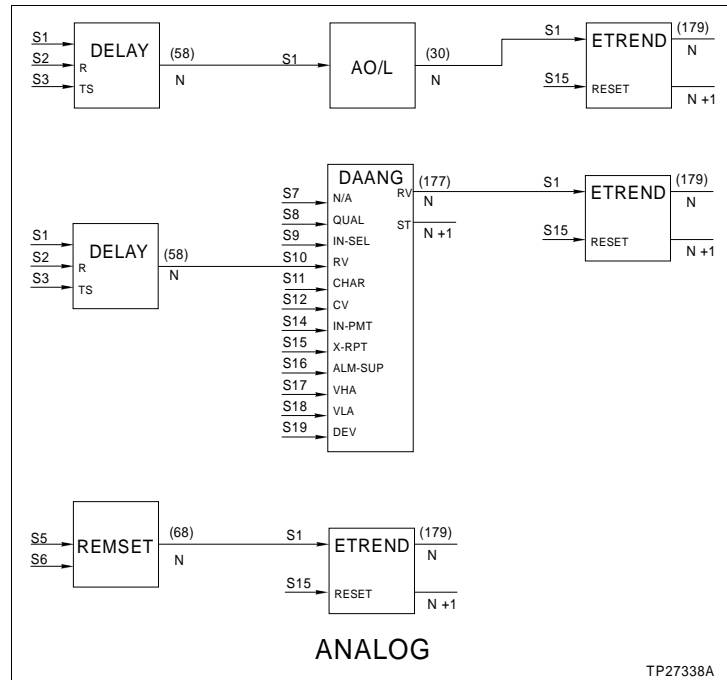 S1
S2
S3
R
TS
DELAY
(58)
N
S1
AO/L
(30)
N
S1
S15
ETREND
RESET
(179)
N
N +1
S1
S2
S3
R
TS
DELAY
(58)
N
S7
S8
S9
S10
S11
S12
S14
S15
S16
S17
S18
S19
DAANG
N/A
QUAL
IN-SEL
RV
CHAR
CV
IN-PMT
X-RPT
ALM-SUP
VHA
VLA
DEV
RV
ST
(177)
N
N +1
S1
S15
ETREND
RESET
(179)
N
N +1
S5
S6
REMSET
(68)
N
S1
S15
ETREND
RESET
(179)
N
N +1
ANALOG
TP27338A